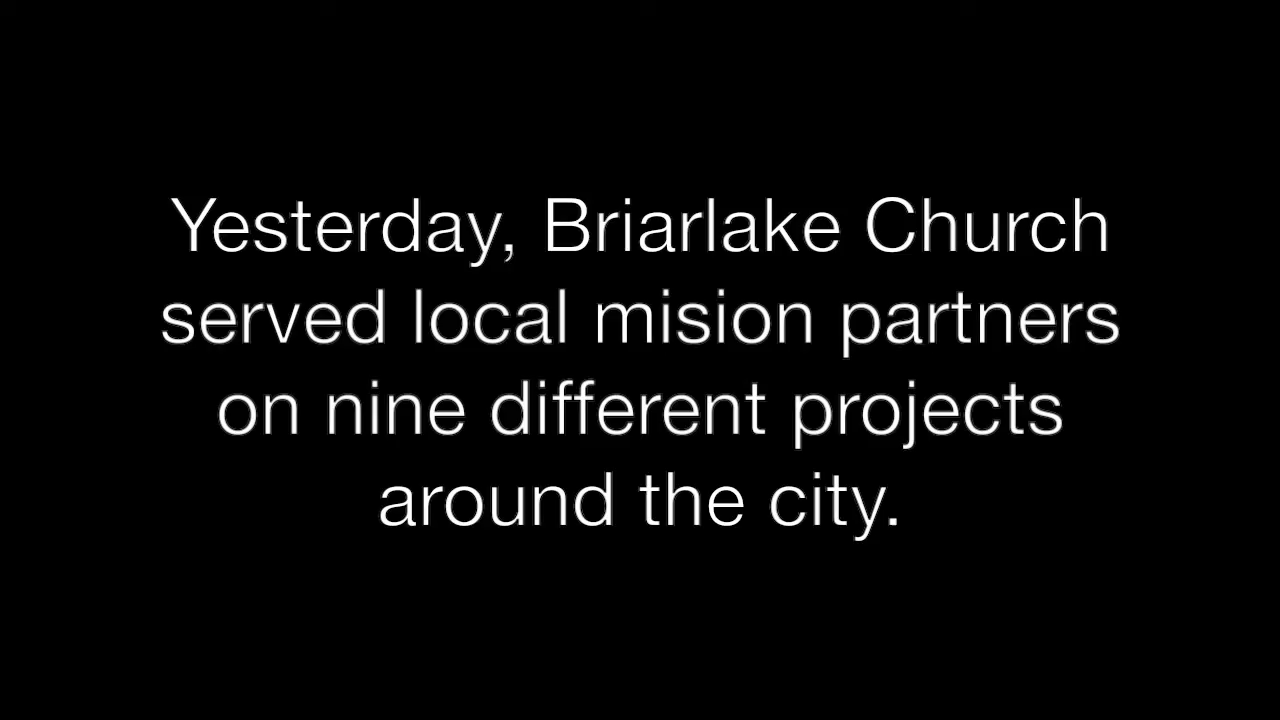 Yesterday, Briarlake Church
served local mision partners
on nine different projects
around the city.